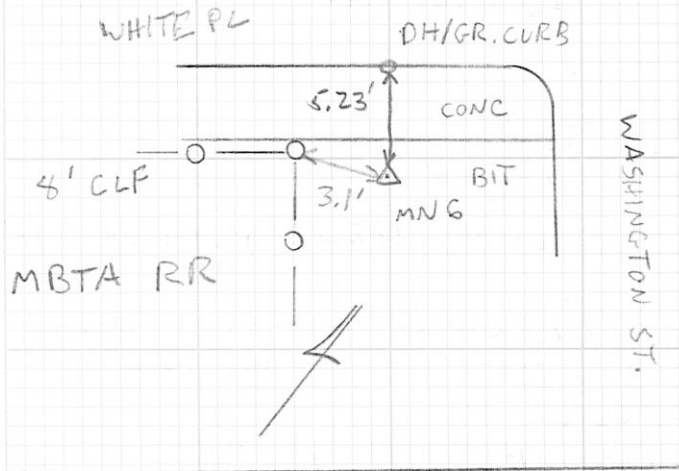 WHITE PL
DH/GR. CURB
5.23'
CONC
8' CLF
3.1'
BIT
MN6
WASHINGTON ST.
MBTA RR